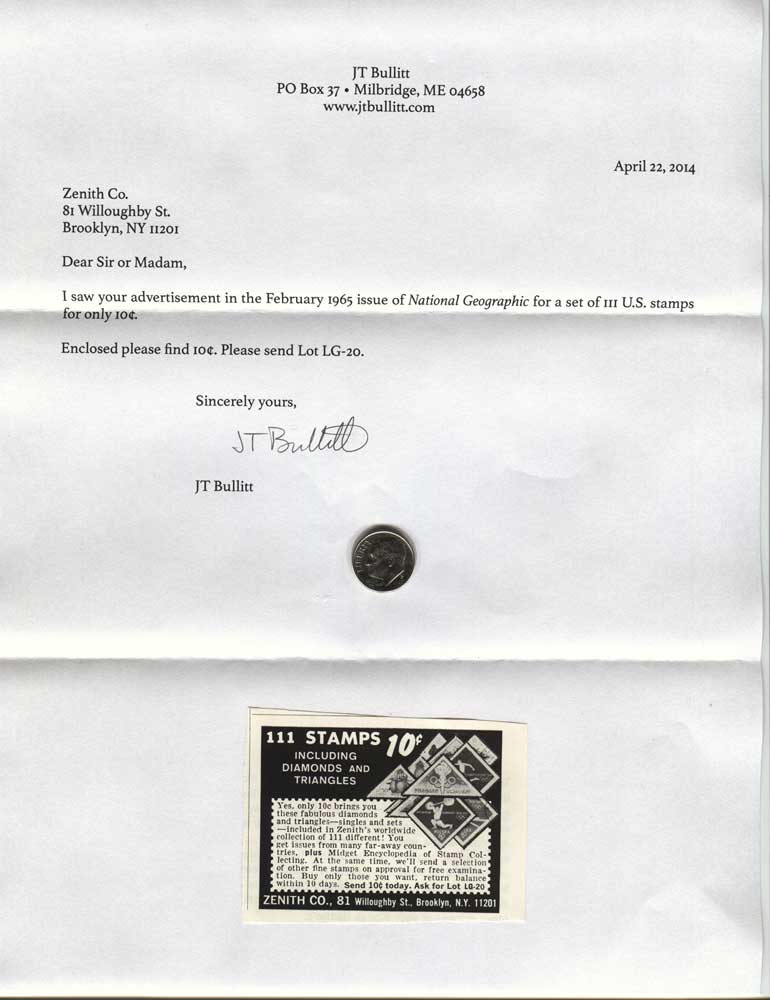 JT Bullitt
PO Box 37 • Milbridge, ME 04658
www.jtbullitt.com
April 22, 2014
Zenith Co.
81 Willoughby St.
Brooklyn, NY 11201
Dear Sir or Madam,
I saw your advertisement in the February 1965 issue of National Geographic for a set of 111 U.S. stamps
for only 10¢.
Enclosed please find 10¢. Please send Lot LG-20.
Sincerely yours,
JT Bullitt
JT Bullitt
LIBERTY
111 STAMPS 10¢
INCLUDING
DIAMONDS AND
TRIANGLES
Yes, only 10c brings you
these fabulous diamonds
and triangles—singles and sets
—included in Zenith's worldwide
collection of 111 different! You
get issues from many far-away coun-
tries, plus Midget Encyclopedia of Stamp Col-
lecting. At the same time, we'll send a selection
of other fine stamps on approval for free examina-
tion. Buy only those you want, return balance
within 10 days. Send 10¢ today. Ask for Lot LG-20
ZENITH CO., 81 Willoughby St., Brooklyn, N.Y. 11201